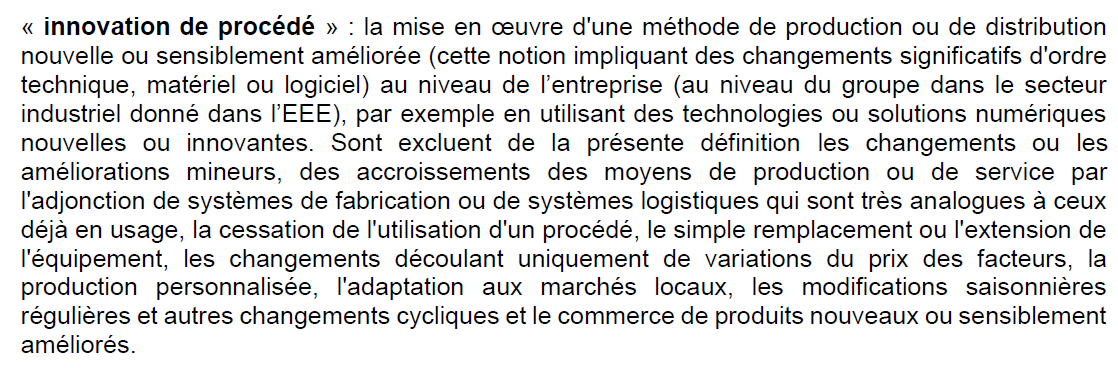 « innovation de procédé » : la mise en œuvre d'une méthode de production ou de distribution
nouvelle ou sensiblement améliorée (cette notion impliquant des changements significatifs d'ordre
technique, matériel ou logiciel) au niveau de l’entreprise (au niveau du groupe dans le secteur
industriel donné dans l’EEE), par exemple en utilisant des technologies ou solutions numériques
nouvelles ou innovantes. Sont excluent de la présente définition les changements ou les
améliorations mineurs, des accroissements des moyens de production ou de service par
l'adjonction de systèmes de fabrication ou de systèmes logistiques qui sont très analogues à ceux
déjà en usage, la cessation de l'utilisation d'un procédé, le simple remplacement ou l'extension de
l'équipement, les changements découlant uniquement de variations du prix des facteurs, la
production personnalisée, l'adaptation aux marchés locaux, les modifications saisonnières
régulières et autres changements cycliques et le commerce de produits nouveaux ou sensiblement
améliorés.